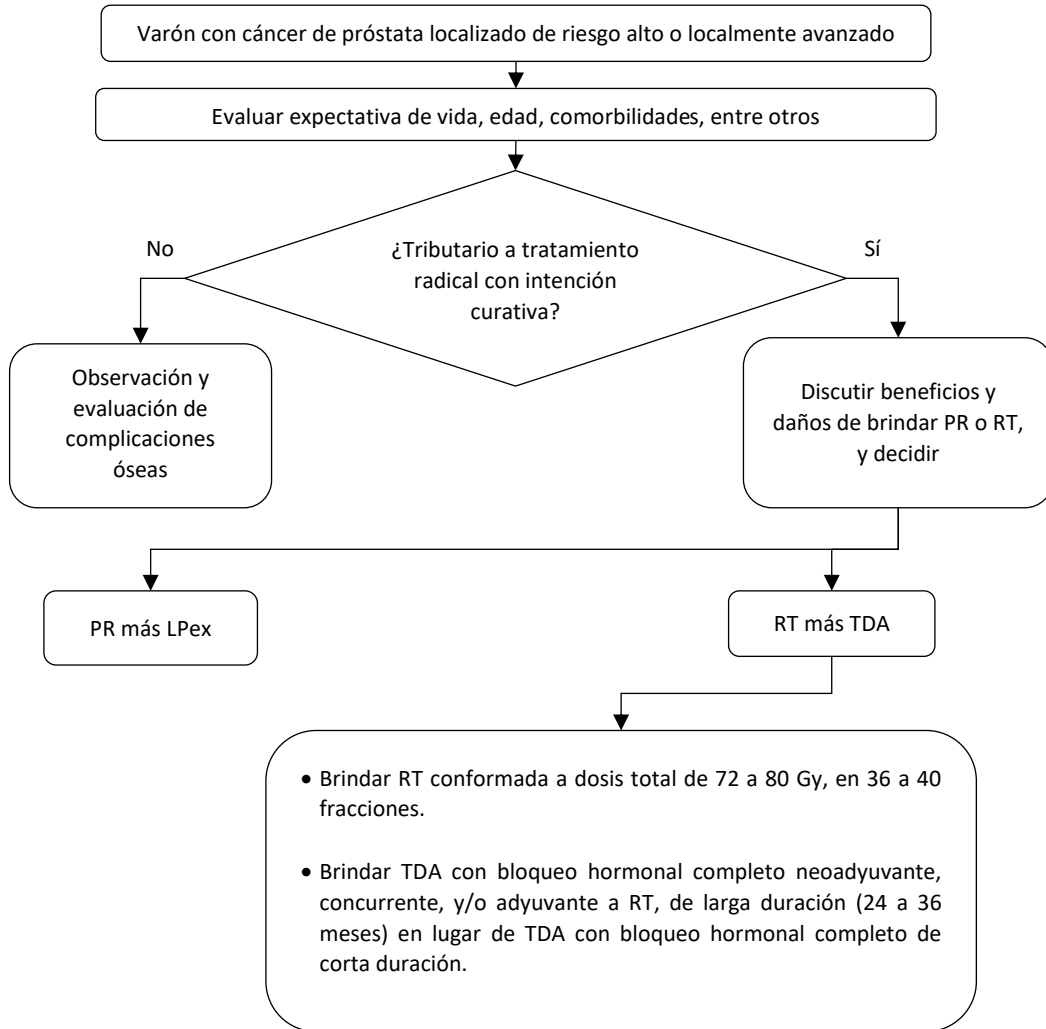 Varón con cáncer de próstata localizado de riesgo alto o localmente avanzado
Evaluar expectativa de vida, edad, comorbilidades, entre otros
¿Tributario a tratamiento
radical con intención
curativa?
No
Sí
Observación y
evaluación de
complicaciones
óseas
Discutir beneficios y
daños de brindar PR o RT,
y decidir
PR más LPex
RT más TDA
• Brindar RT conformada a dosis total de 72 a 80 Gy, en 36 a 40
fracciones.
• Brindar TDA con bloqueo hormonal completo neoadyuvante,
concurrente, y/o adyuvante a RT, de larga duración (24 a 36
meses) en lugar de TDA con bloqueo hormonal completo de
corta duración.